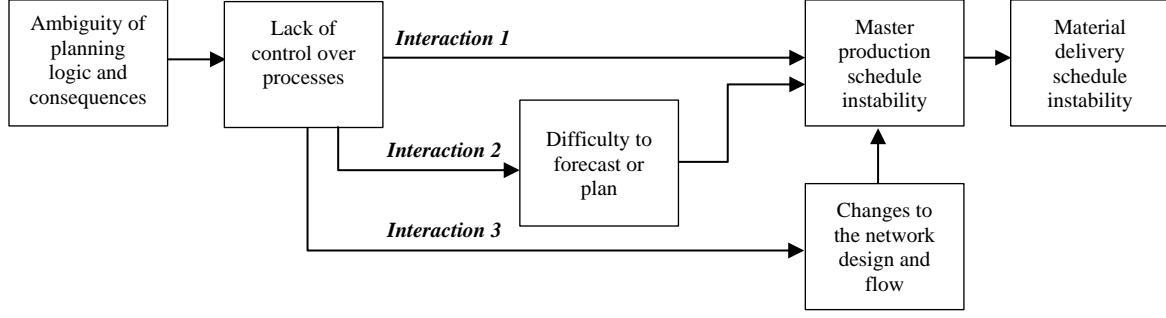 Ambiguity of
planning
logic and
consequences
Lack of
control over
processes
Interaction 1
Master
production
schedule
instability
Material
delivery
schedule
instability
Interaction 2
Difficulty to
forecast or
plan
Interaction 3
Changes to
the network
design and
flow